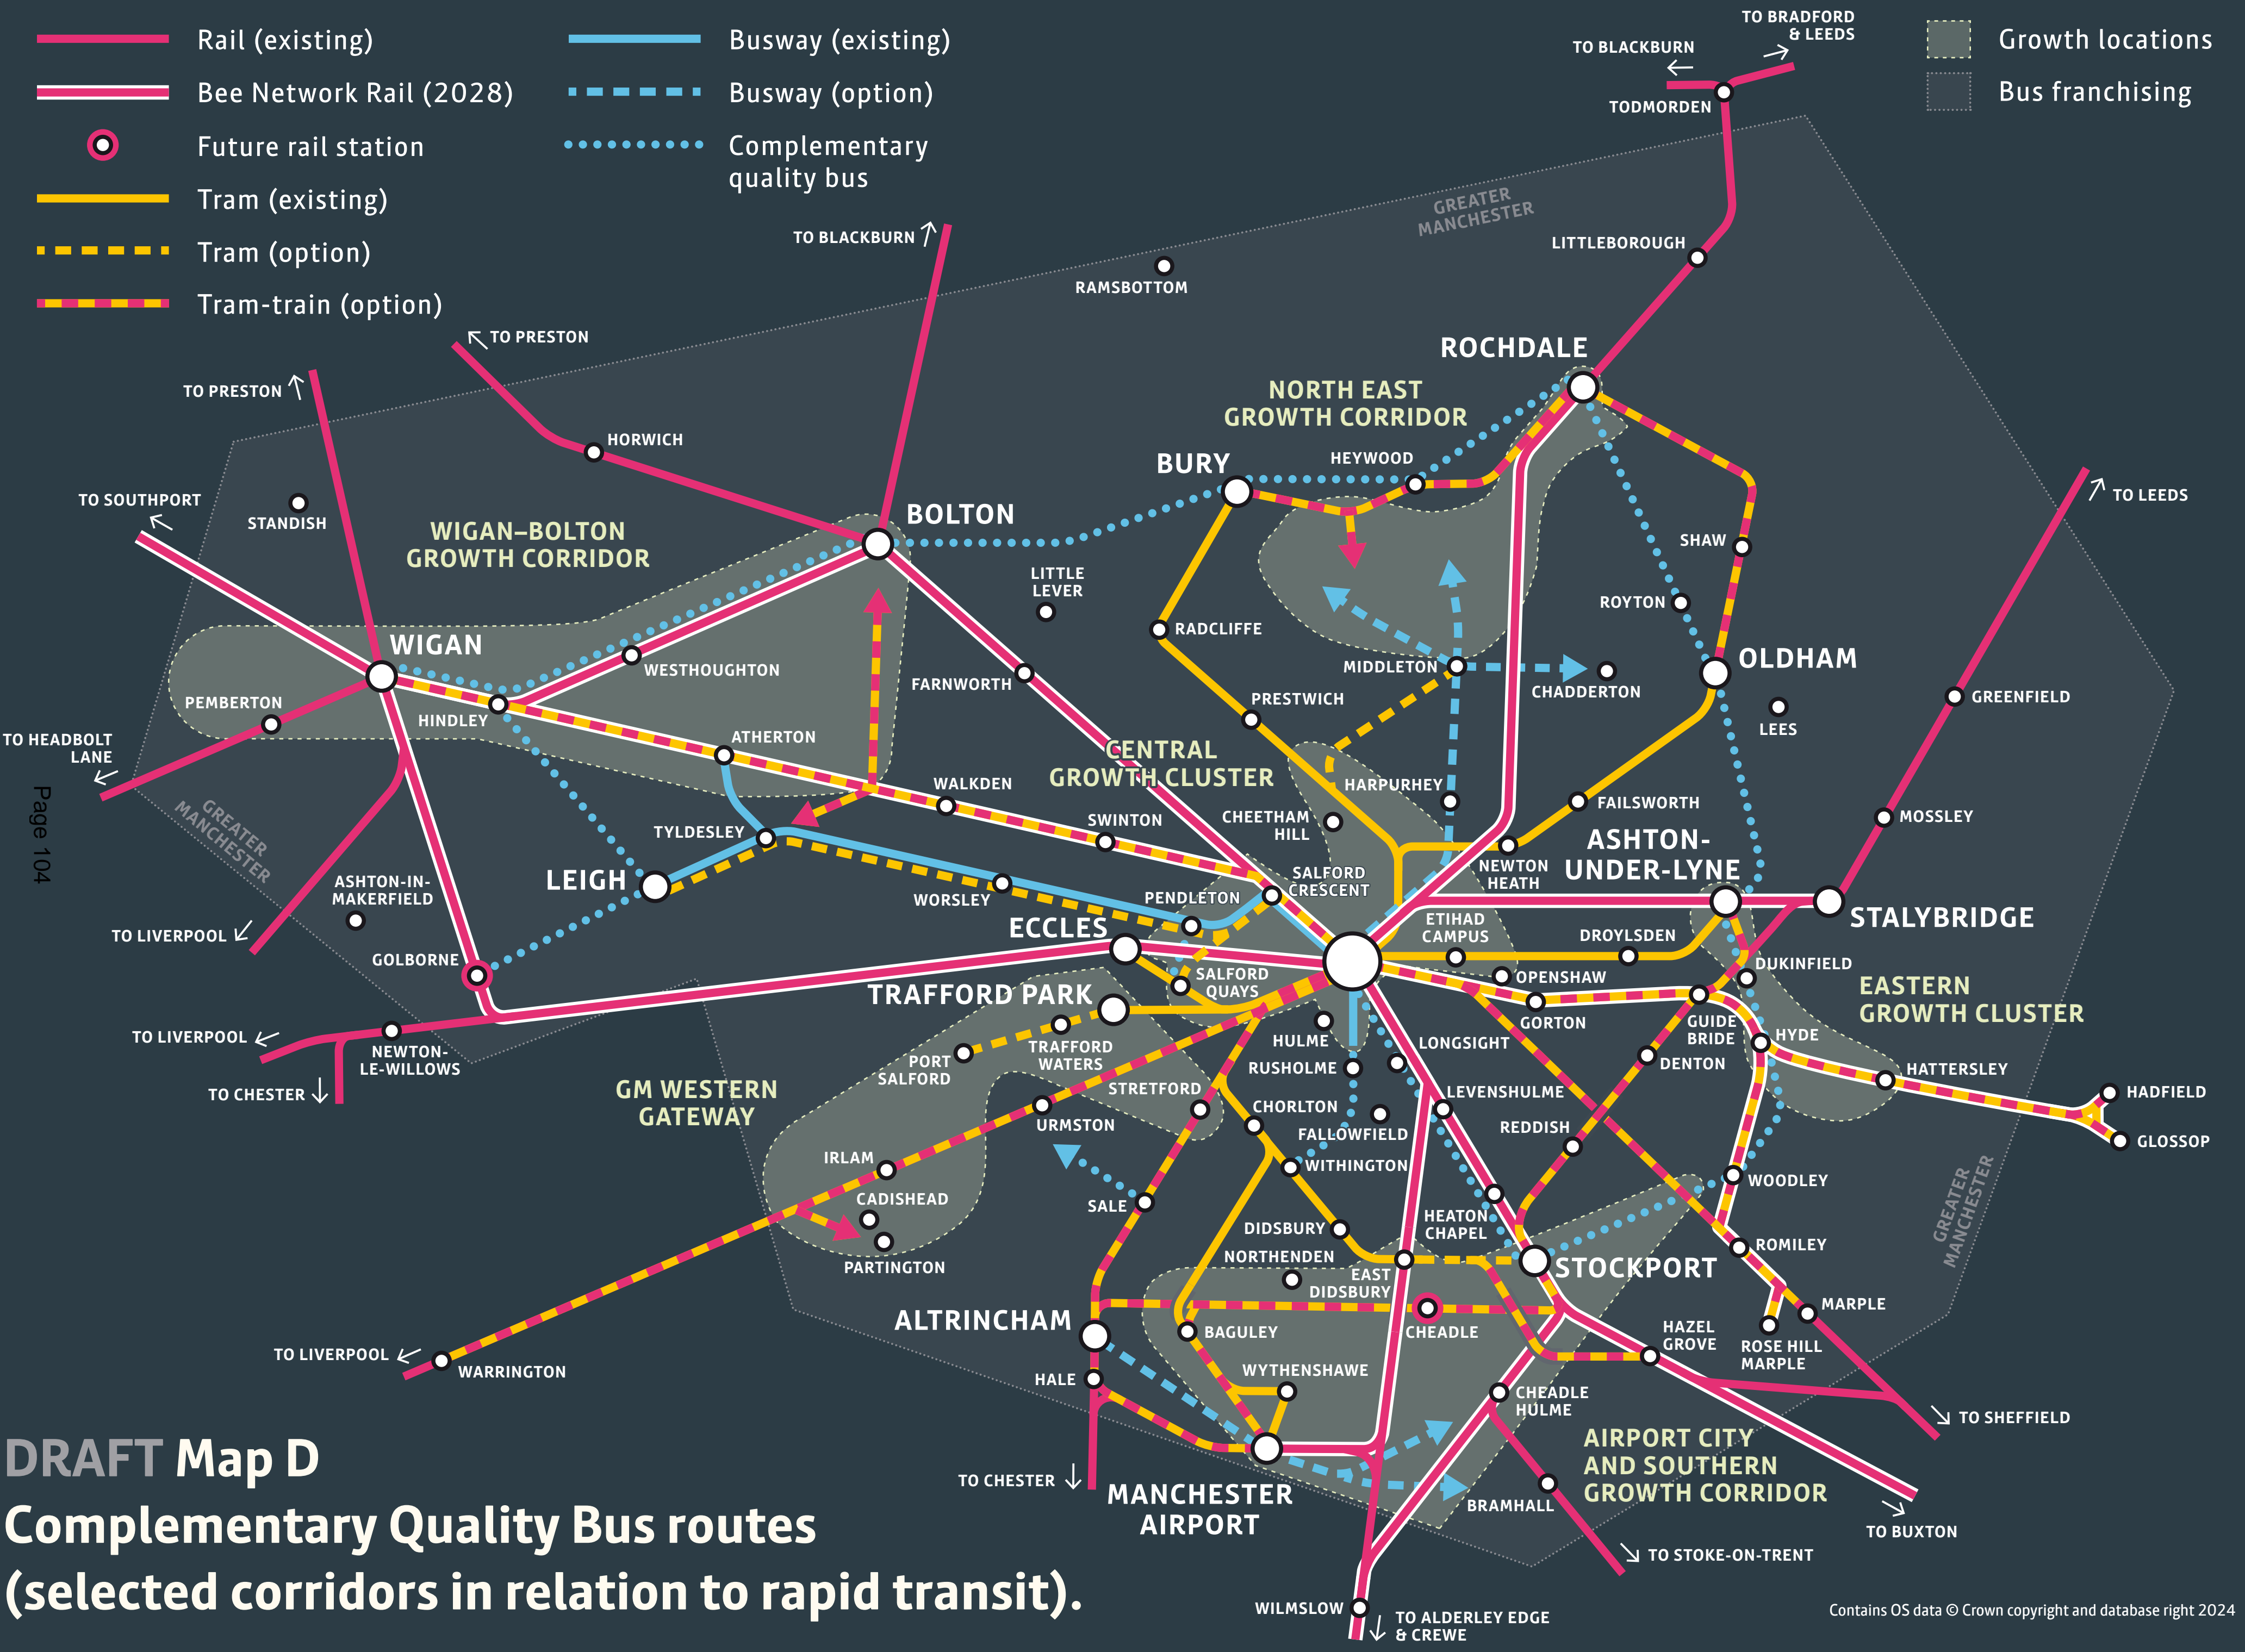 Rail (existing)
Bee Network Rail (2028)
Future rail station
Tram (existing)
Tram (option)
Tram-train (option)
Busway (existing)
Busway (option)
Complementary
quality bus
Growth locations
Bus franchising
TO BRADFORD
& LEEDS
TO BLACKBURN
TODMORDEN
GREATER
MANCHESTER
LITTLEBOROUGH
TO BLACKBURN
RAMSBOTTOM
TO PRESTON
TO PRESTON
ROCHDALE
NORTH EAST
GROWTH CORRIDOR
HORWICH
BURY
HEYWOOD
TO SOUTHPORT
STANDISH
WIGAN–BOLTON
GROWTH CORRIDOR
BOLTON
TO LEEDS
SHAW
LITTLE
LEVER
ROYTON
RADCLIFFE
WIGAN
WESTHOUGHTON
FARNWORTH
MIDDLETON
CHADDERTON
OLDHAM
PEMBERTON
HINDLEY
PRESTWICH
LEES
GREENFIELD
TO HEADBOLT
LANE
ATHERTON
CENTRAL
GROWTH CLUSTER
WALKDEN
HARPURHEY
FAILSWORTH
Page 104
GREATER
MANCHESTER
TYLDESLEY
SWINTON
CHEETHAM
HILL
MOSSLEY
ASHTON-
UNDER-LYNE
NEWTON
HEATH
LEIGH
ASHTON-IN-
MAKERFIELD
WORSLEY
PENDLETON
SALFORD
CRESCENT
STALYBRIDGE
TO LIVERPOOL
ECCLES
ETIHAD
CAMPUS
DROYLSDEN
GOLBORNE
SALFORD
QUAYS
OPENSHAW
DUKINFIELD
EASTERN
GROWTH CLUSTER
TRAFFORD PARK
TO LIVERPOOL
NEWTON-
LE-WILLOWS
TO CHESTER
GORTON
GUIDE
BRIDE
HYDE
HULME
LONGSIGHT
TRAFFORD
WATERS
PORT
SALFORD
RUSHOLME
DENTON
HATTERSLEY
GM WESTERN
GATEWAY
STRETFORD
LEVENSHULME
HADFIELD
URMSTON
CHORLTON
FALLOWFIELD
REDDISH
GLOSSOP
IRLAM
WITHINGTON
WOODLEY
CADISHEAD
SALE
GREATER
MANCHESTER
DIDSBURY
HEATON
CHAPEL
ROMILEY
PARTINGTON
NORTHENDEN
EAST
DIDSBURY
STOCKPORT
MARPLE
ALTRINCHAM
BAGULEY
CHEADLE
HAZEL
GROVE
ROSE HILL
MARPLE
TO LIVERPOOL
WARRINGTON
HALE
WYTHENSHAWE
CHEADLE
HULME
TO SHEFFIELD
AIRPORT CITY
AND SOUTHERN
GROWTH CORRIDOR
TO CHESTER
MANCHESTER
AIRPORT
BRAMHALL
TO BUXTON
TO STOKE-ON-TRENT
WILMSLOW
TO ALDERLEY EDGE
& CREWE
DRAFT Map D
Complementary Quality Bus routes
(selected corridors in relation to rapid transit).
Contains OS data © Crown copyright and database right 2024